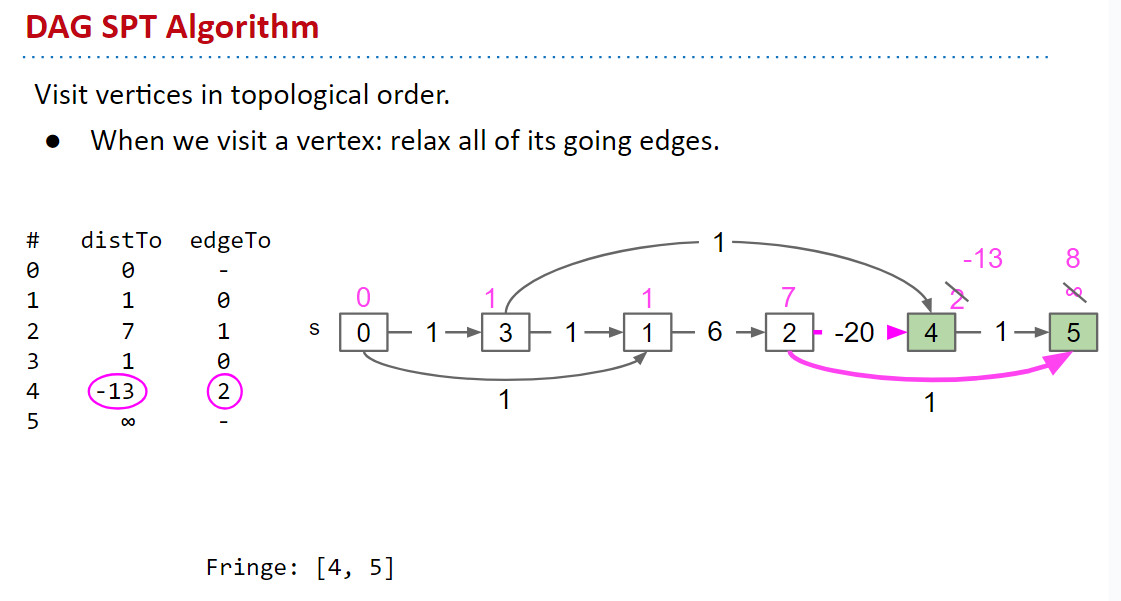 DAG SPT Algorithm
Visit vertices in topological order.
● When we visit a vertex: relax all of its going edges.
# distTo edgeTo
0 0 -
1 1 0
2 7 1
3 1 0
4 -13 2
5 ∞ -
1
-13 8
0 1 1 7 2 ∞
s 0 1 3 1 1 6 2 -20 4 1 5
1 1
Fringe: [4, 5]